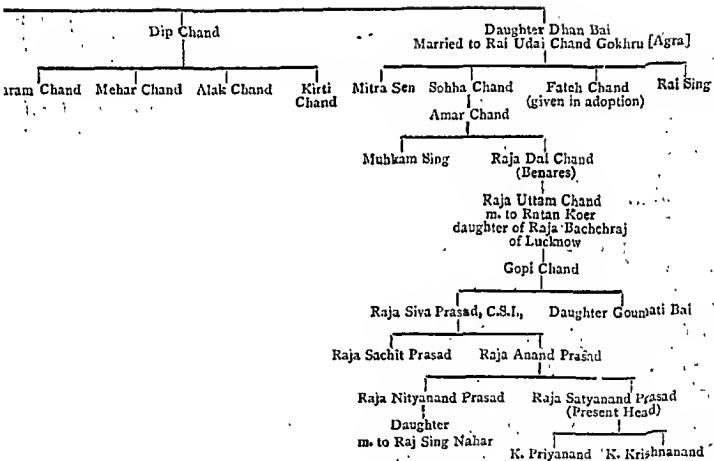 Dip Chand
Daughter Dhan Bai
Married to Rai Udai Chand Gokhru [Agra]
Chand Mehar Chand Alak Chand Kirti Chand
Mitra Sen Sobha Chand Fateh Chand Rai Sing
(given in adoption)
Amar Chand
Muhkam Sing Raja Dal Chand
(Benares)
Raja Uttam Chand
m. to Ratan Koer
daughter of Raja Bachchraj
of Lucknow
Gopi Chand
Raja Siva Prasad, C.S.I., Daughter Goumati Bai
Raja Sachit Prasad Raja Anand Prasad
Raja Nityanand Prasad Raja Satyanand Prasad
(Present Head)
Daughter
m. to Raj Sing Nahar
K. Priyanand K. Krishnanand